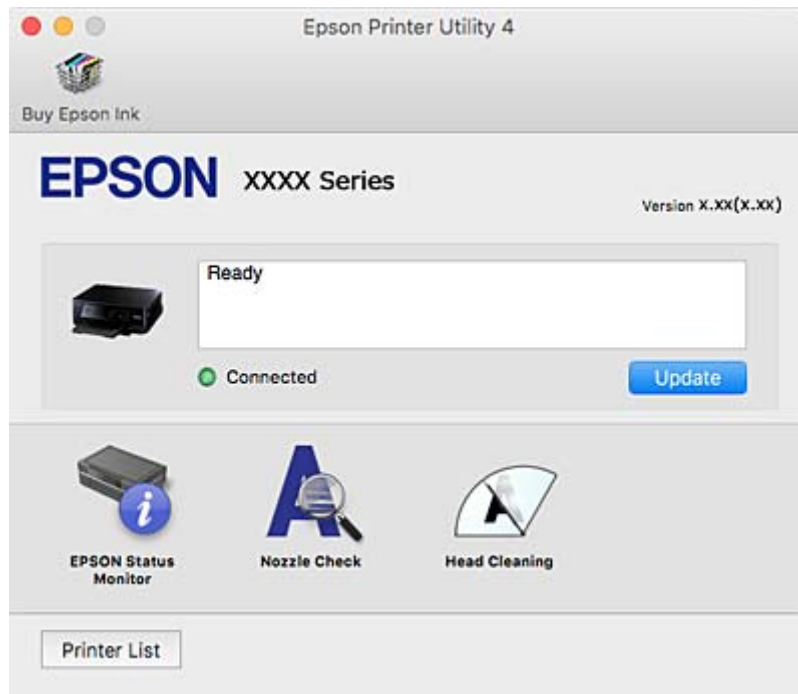 Epson Printer Utility 4
Buy Epson Ink
EPSON XXXX Series
Version X.XX(X.XX)
Ready
Connected
Update
EPSON Status
Monitor
Nozzle Check
Head Cleaning
Printer List